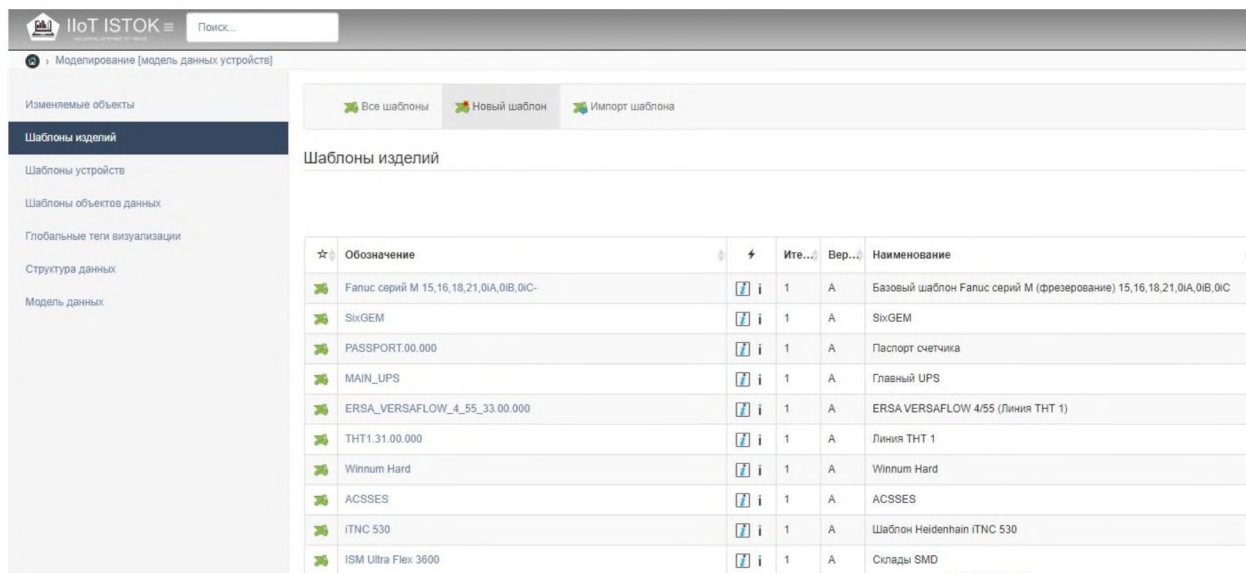 IIoT ISTOK
Поиск...
Моделирование [модель данных устройств]
Изменяемые объекты
Шаблоны изделий
Шаблоны устройств
Шаблоны объектов данных
Глобальные теги визуализации
Структура данных
Модель данных
Все шаблоны Новый шаблон Импорт шаблона
Шаблоны изделий
Обозначение Ите... Вер... Наименование
Fanuc серий M 15,16,18,21,0iA,0iB,0iC- i i 1 A Базовый шаблон Fanuc серий M (фрезерование) 15,16,18,21,0iA,0iB,0iC
SixGEM i i 1 A SixGEM
PASSPORT.00.000 i i 1 A Паспорт счетчика
MAIN_UPS i i 1 A Главный UPS
ERSA_VERSAFLOW_4_55_33.00.000 i i 1 A ERSA VERSAFLOW 4/55 (Линия THT 1)
THT1.31.00.000 i i 1 A Линия THT 1
Winnum Hard i i 1 A Winnum Hard
ACSSES i i 1 A ACSSES
iTNC 530 i i 1 A Шаблон Heidenhain iTNC 530
ISM Ultra Flex 3600 i i 1 A Склады SMD